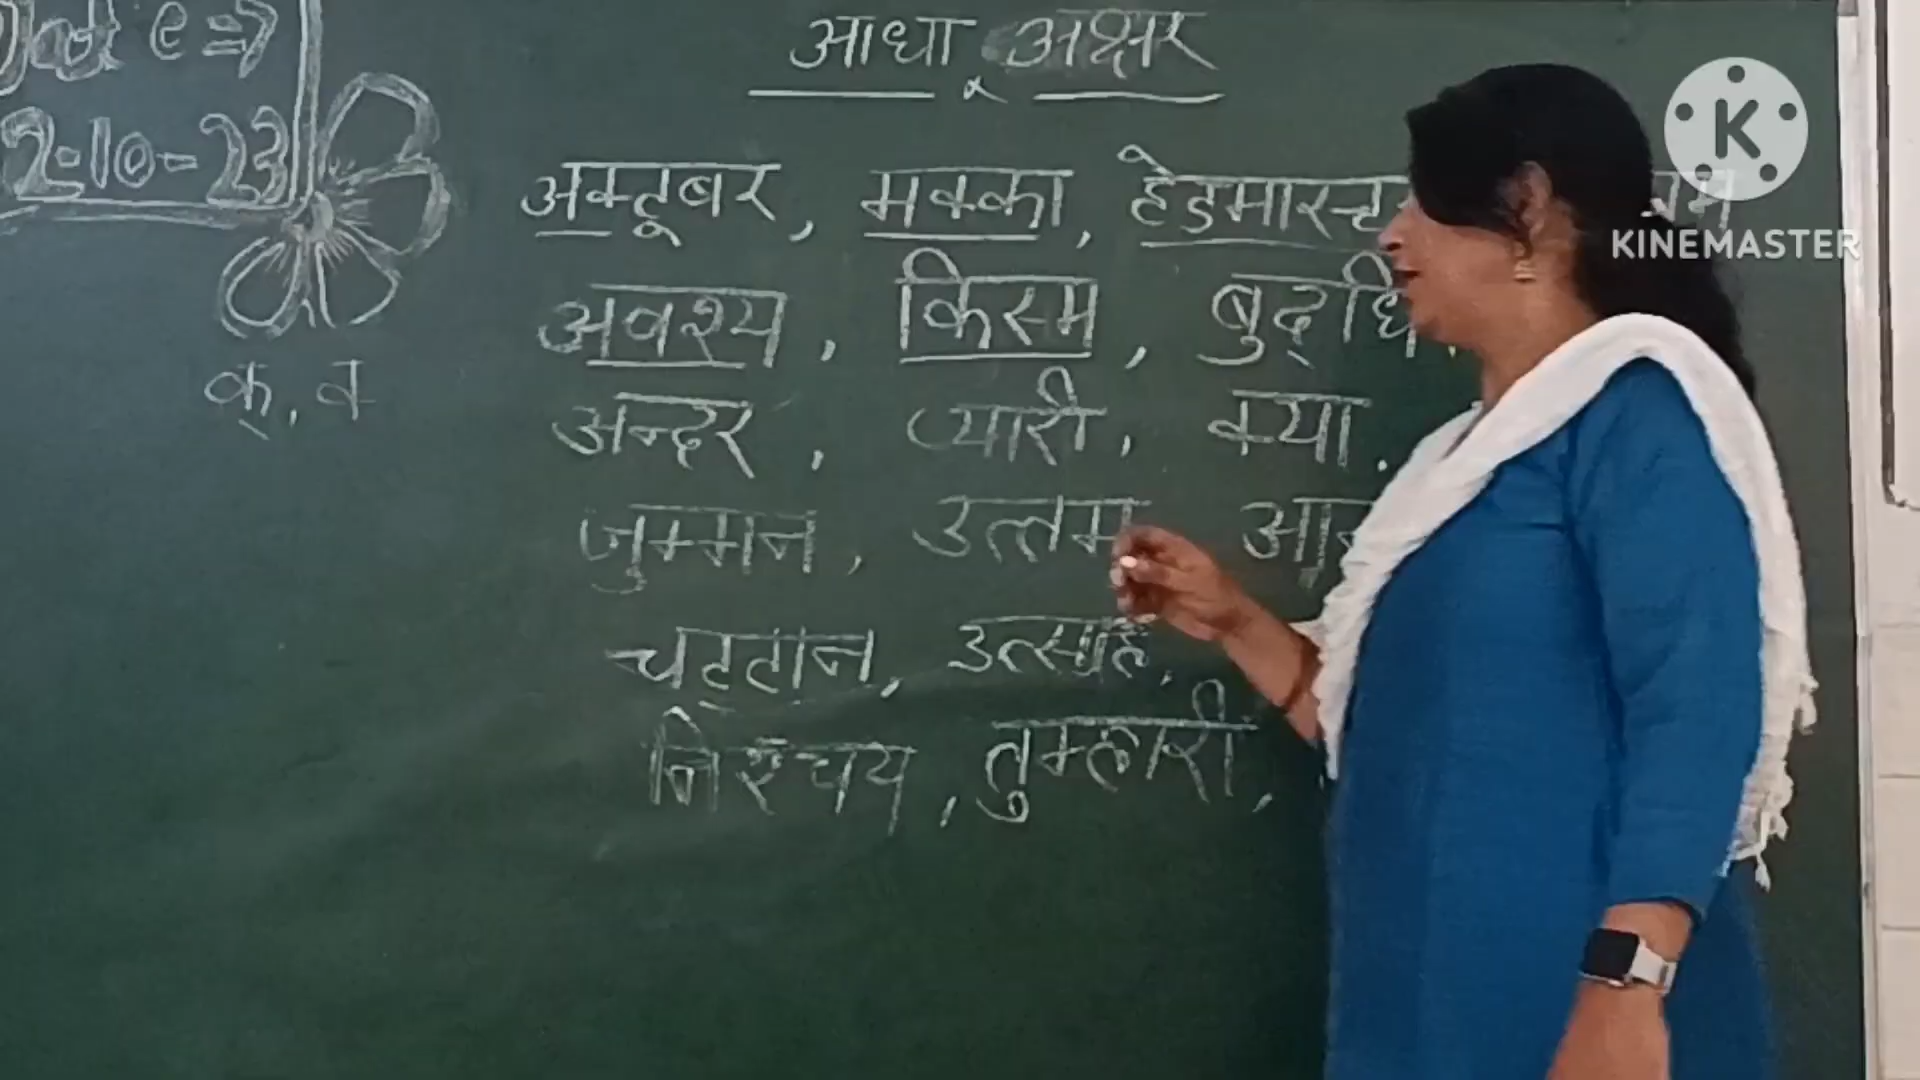 आधा अक्षर
2-10-23
अक्टूबर, मक्का, हेडमास्टर
अवश्य, किस्म, बुद्धि
क्, क्‍
अन्दर, प्यारी, क्या,
जुम्मन, उत्तम
चट्टान, उत्साह,
निश्चय, तुम्हारी,
KINEMASTER